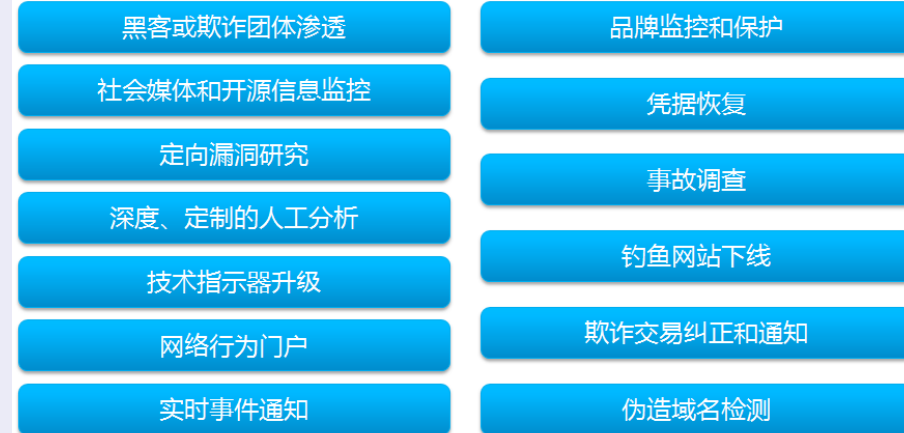 黑客或欺诈团体渗透
社会媒体和开源信息监控
定向漏洞研究
深度、定制的人工分析
技术指示器升级
网络行为门户
实时事件通知
品牌监控和保护
凭据恢复
事故调查
钓鱼网站下线
欺诈交易纠正和通知
伪造域名检测